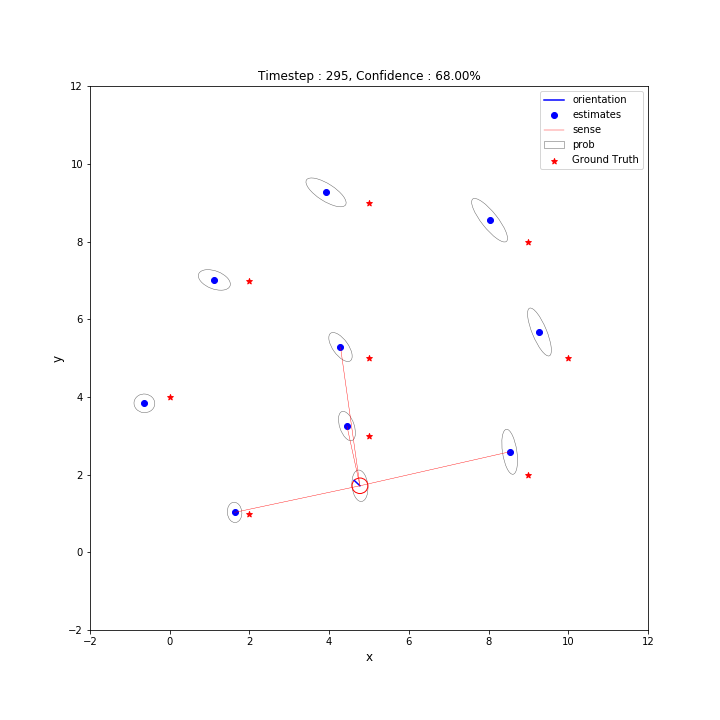 Timestep : 295, Confidence : 68.00%
orientation
estimates
sense
prob
Ground Truth
12
10
8
6
4
2
0
−2
y
−2 0 2 4 6 8 10 12
x